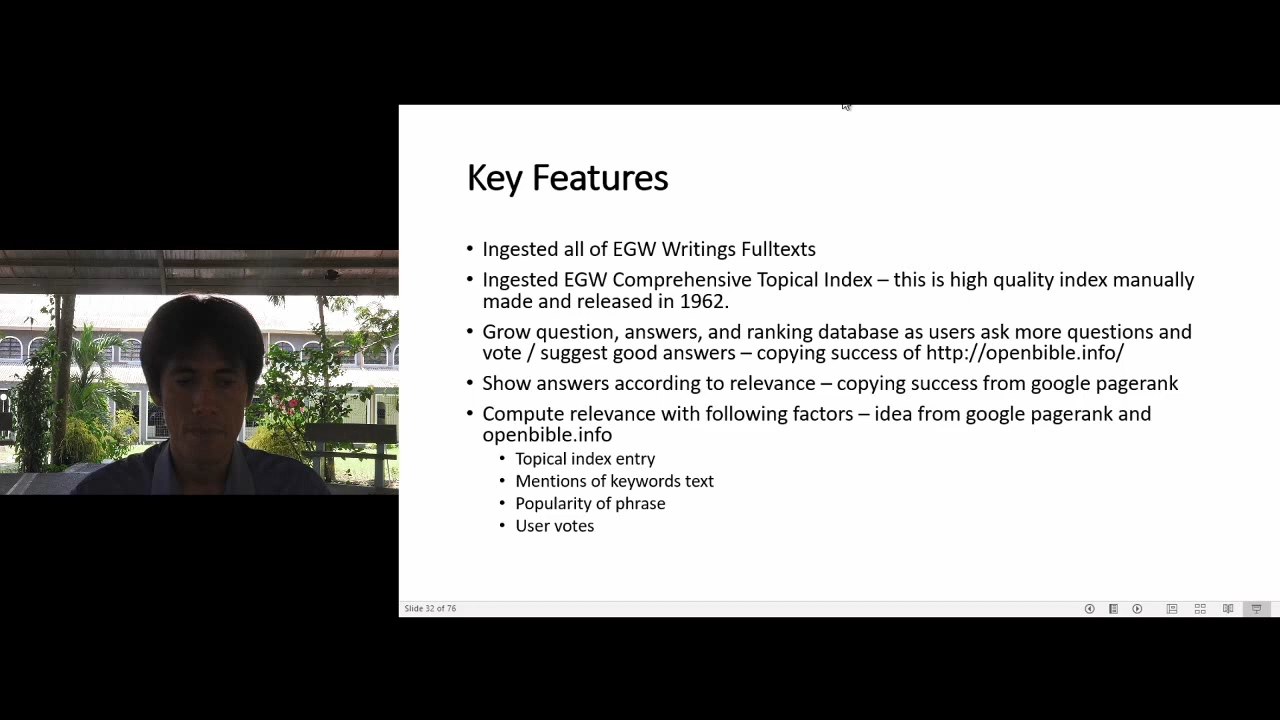 Key Features
• Ingested all of EGW Writings Fulltexts
• Ingested EGW Comprehensive Topical Index – this is high quality index manually
made and released in 1962.
• Grow question, answers, and ranking database as users ask more questions and
vote / suggest good answers – copying success of http://openbible.info/
• Show answers according to relevance – copying success from google pagerank
• Compute relevance with following factors – idea from google pagerank and
openbible.info
• Topical index entry
• Mentions of keywords text
• Popularity of phrase
• User votes
Slide 32 of 76